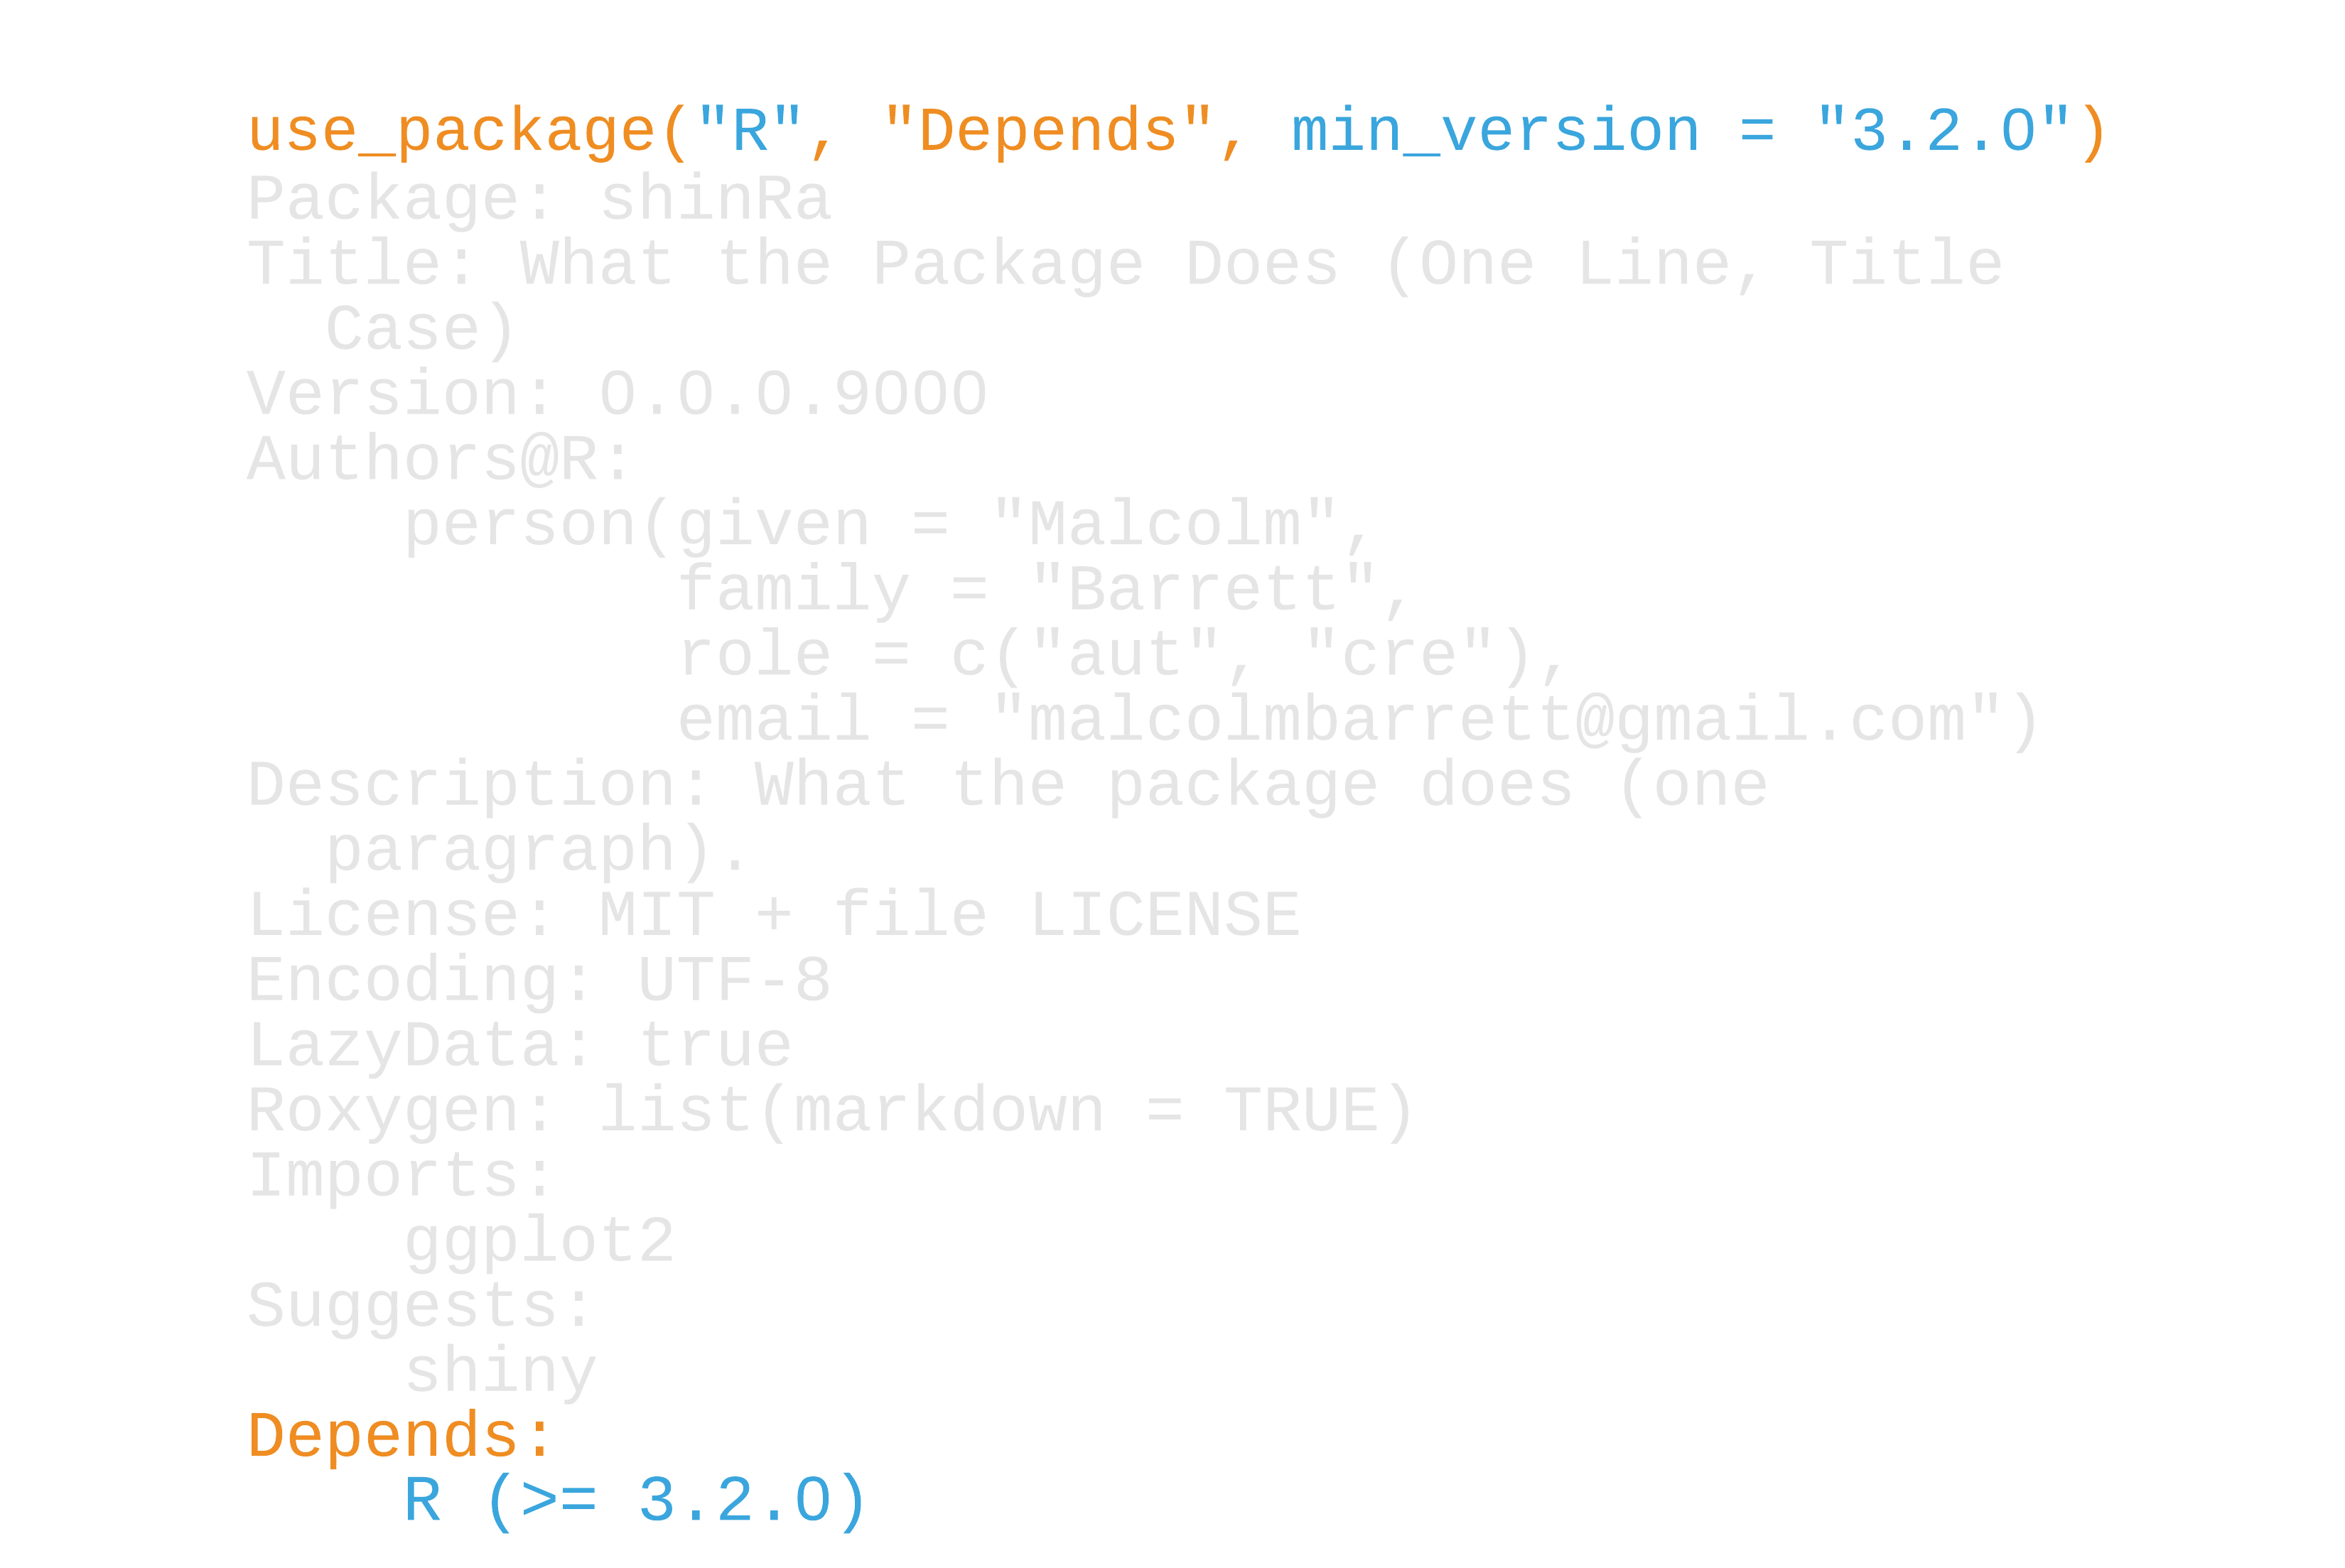 use_package("R", "Depends", min_version = "3.2.0")
Package: shinRa
Title: What the Package Does (One Line, Title
  Case)
Version: 0.0.0.9000
Authors@R:
    person(given = "Malcolm",
           family = "Barrett",
           role = c("aut", "cre"),
           email = "malcolmbarrett@gmail.com")
Description: What the package does (one
  paragraph).
License: MIT + file LICENSE
Encoding: UTF-8
LazyData: true
Roxygen: list(markdown = TRUE)
Imports:
    ggplot2
Suggests:
    shiny
Depends:
    R (>= 3.2.0)